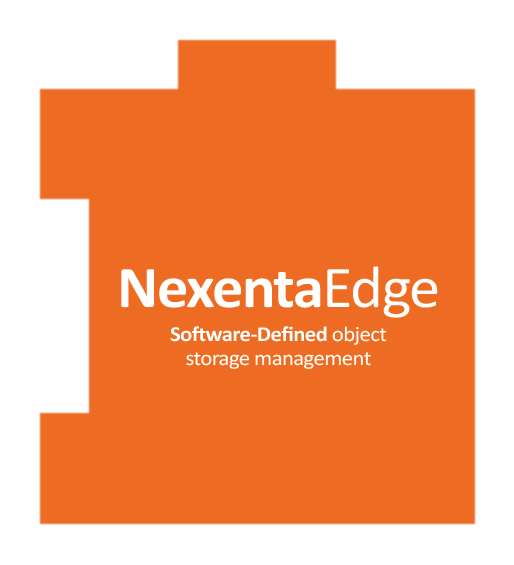 NexentaEdge
Software-Defined object
storage management